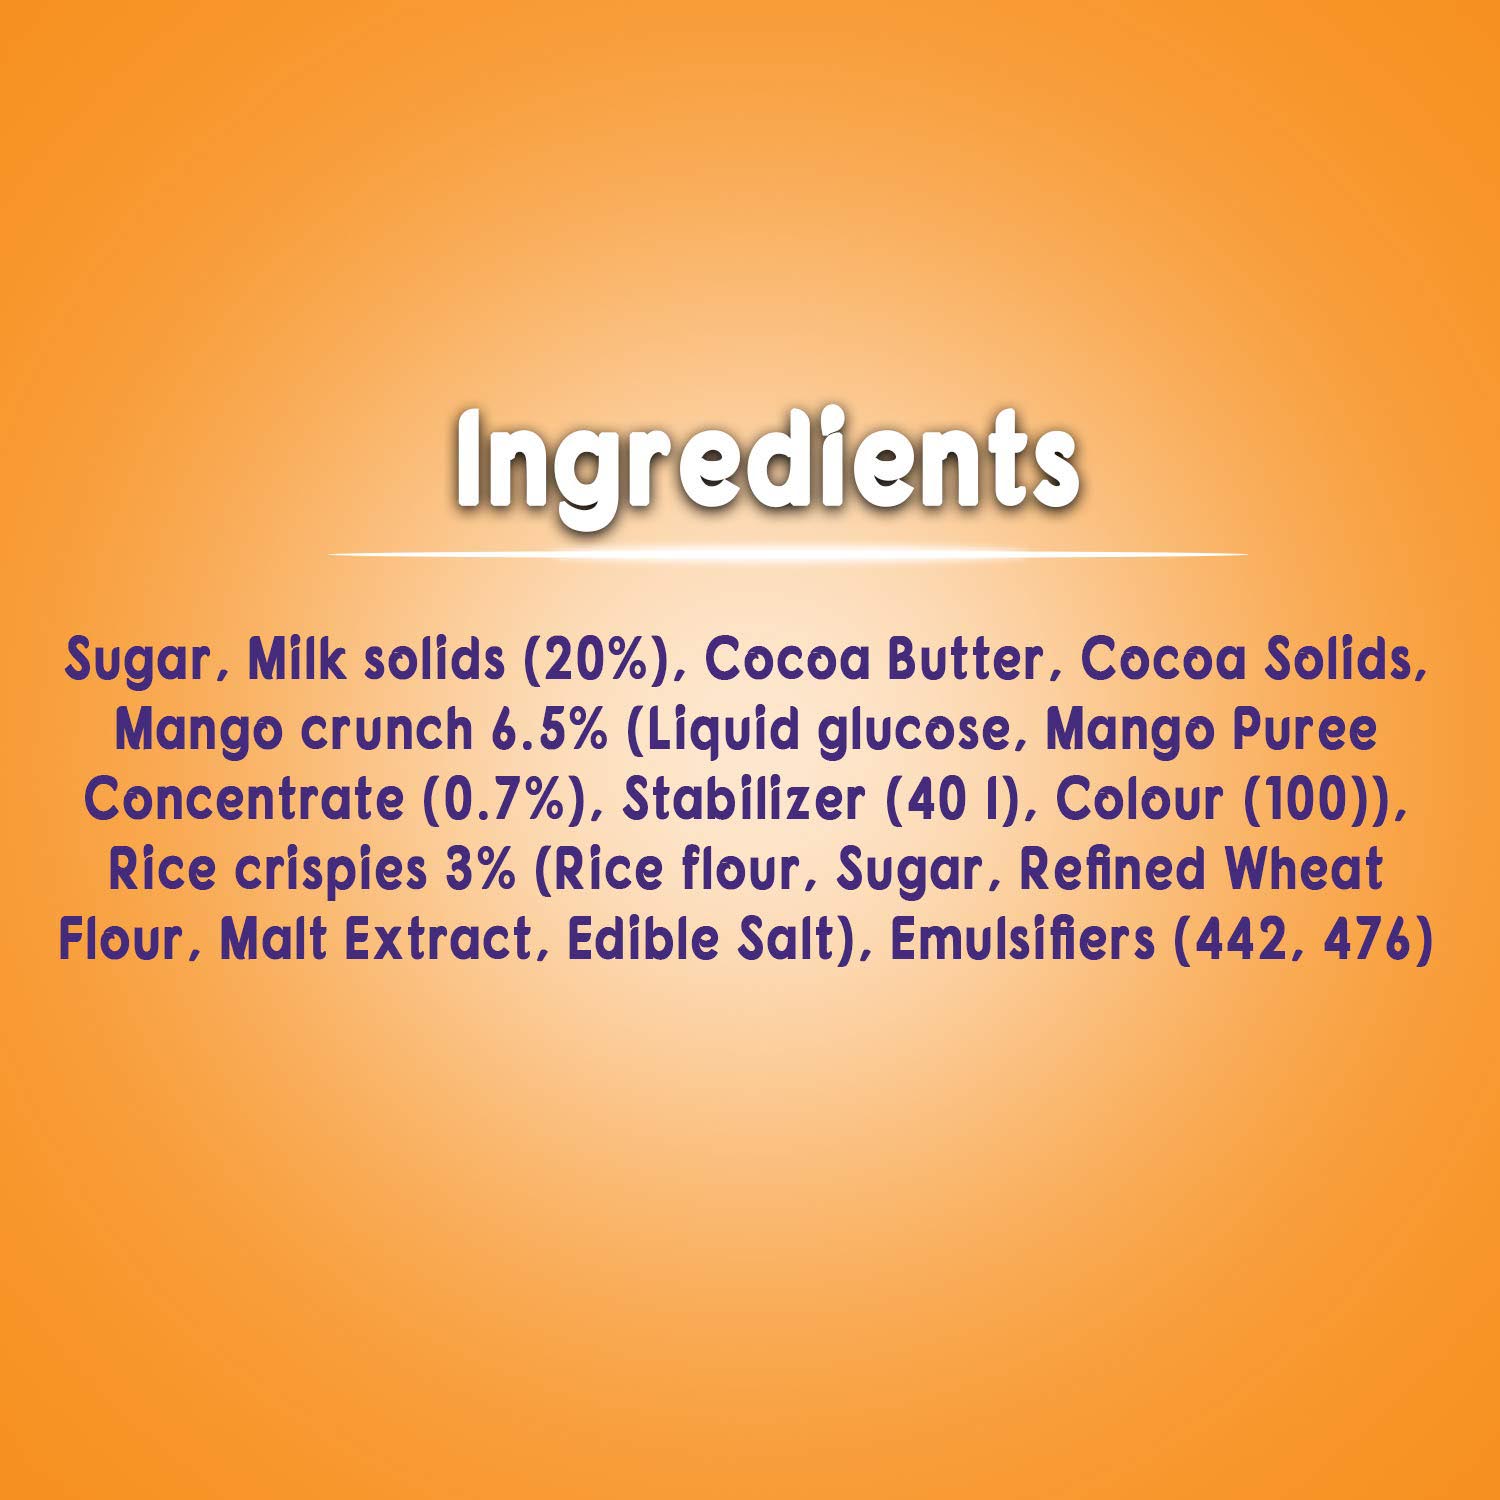 Ingredients
Sugar, Milk solids (20%), Cocoa Butter, Cocoa Solids,
Mango crunch 6.5% (Liquid glucose, Mango Puree
Concentrate (0.7%), Stabilizer (40 l), Colour (100)),
Rice crispies 3% (Rice flour, Sugar, Refined Wheat
Flour, Malt Extract, Edible Salt), Emulsifiers (442, 476)